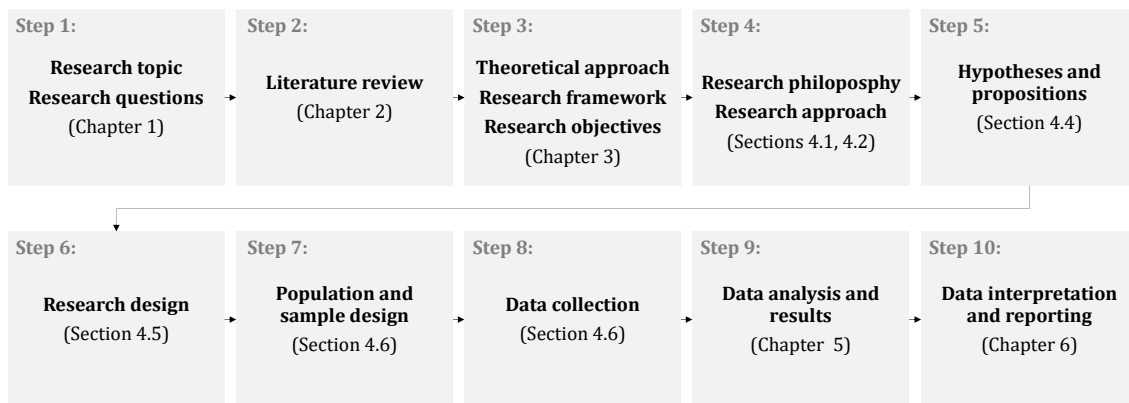 Step 1:
Research topic
Research questions
(Chapter 1)
Step 2:
Literature review
(Chapter 2)
Step 3:
Theoretical approach
Research framework
Research objectives
(Chapter 3)
Step 4:
Research philoposphy
Research approach
(Sections 4.1, 4.2)
Step 5:
Hypotheses and
propositions
(Section 4.4)
Step 6:
Research design
(Section 4.5)
Step 7:
Population and
sample design
(Section 4.6)
Step 8:
Data collection
(Section 4.6)
Step 9:
Data analysis and
results
(Chapter 5)
Step 10:
Data interpretation
and reporting
(Chapter 6)